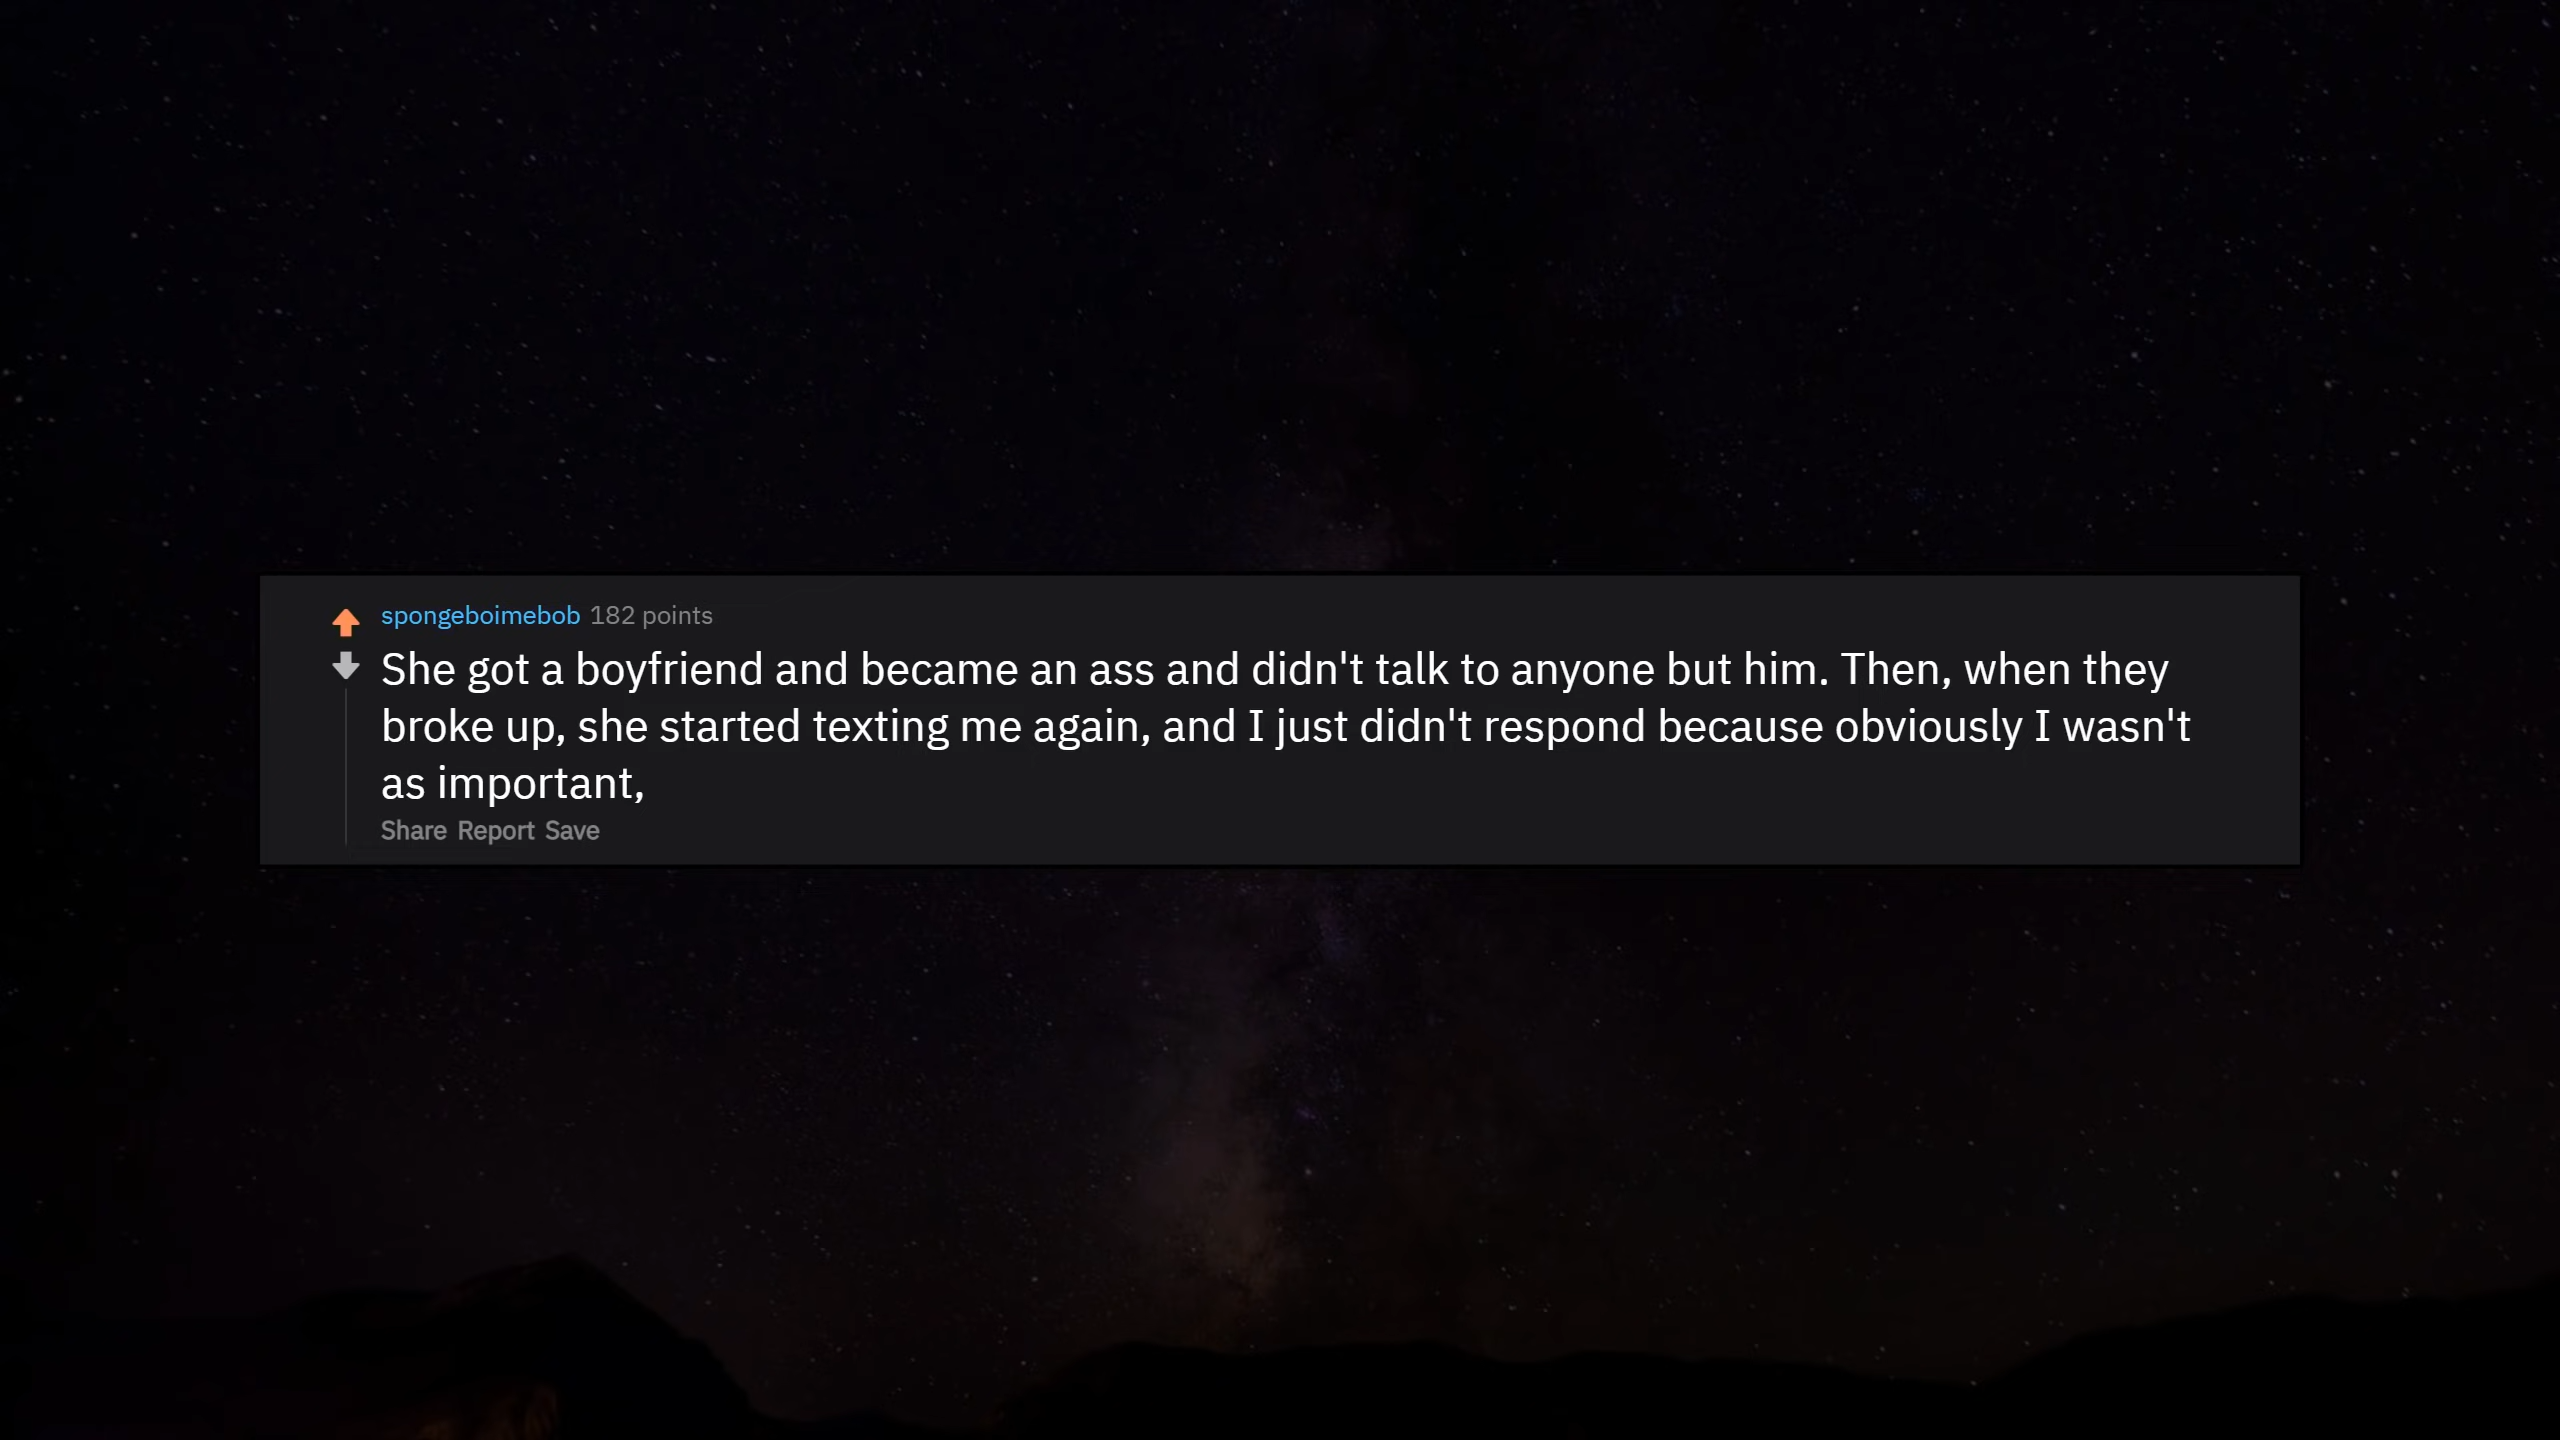 spongeboimebob 182 points
She got a boyfriend and became an ass and didn't talk to anyone but him. Then, when they
broke up, she started texting me again, and I just didn't respond because obviously I wasn't
as important,
Share Report Save